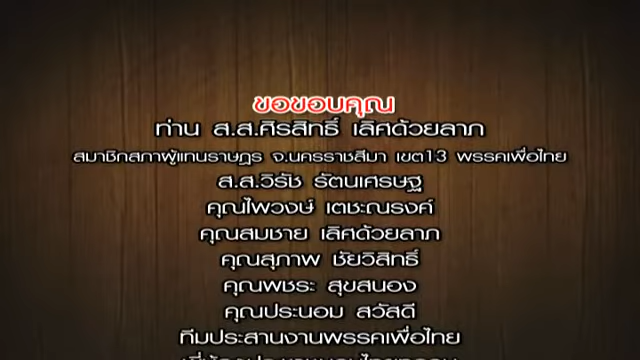 ขอขอบคุณ
ท่าน ส.ส.ศิรสิทธิ์ เลิศด้วยลาภ
สมาชิกสภาผู้แทนราษฎร จ.นครราชสีมา เขต13 พรรคเพื่อไทย
ส.ส.วิรัช รัตนเศรษฐ
คุณไพวงษ์ เตชะณรงค์
คุณสมชาย เลิศด้วยลาภ
คุณสุภาพ ชัยวิสิทธิ์
คุณพชระ สุขสนอง
คุณประนอม สวัสดี
ทีมประสานงานพรรคเพื่อไทย